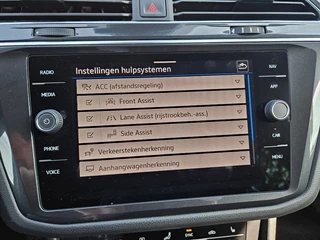 Instellingen hulpsystemen
RADIO
MEDIA
PHONE
VOICE
ACC (afstandsregeling)
Front Assist
Lane Assist (rijstrookbeh.-ass.)
Side Assist
Verkeerstekenherkenning
Aanhangwagenherkenning
NAV
APP
CAR
MENU